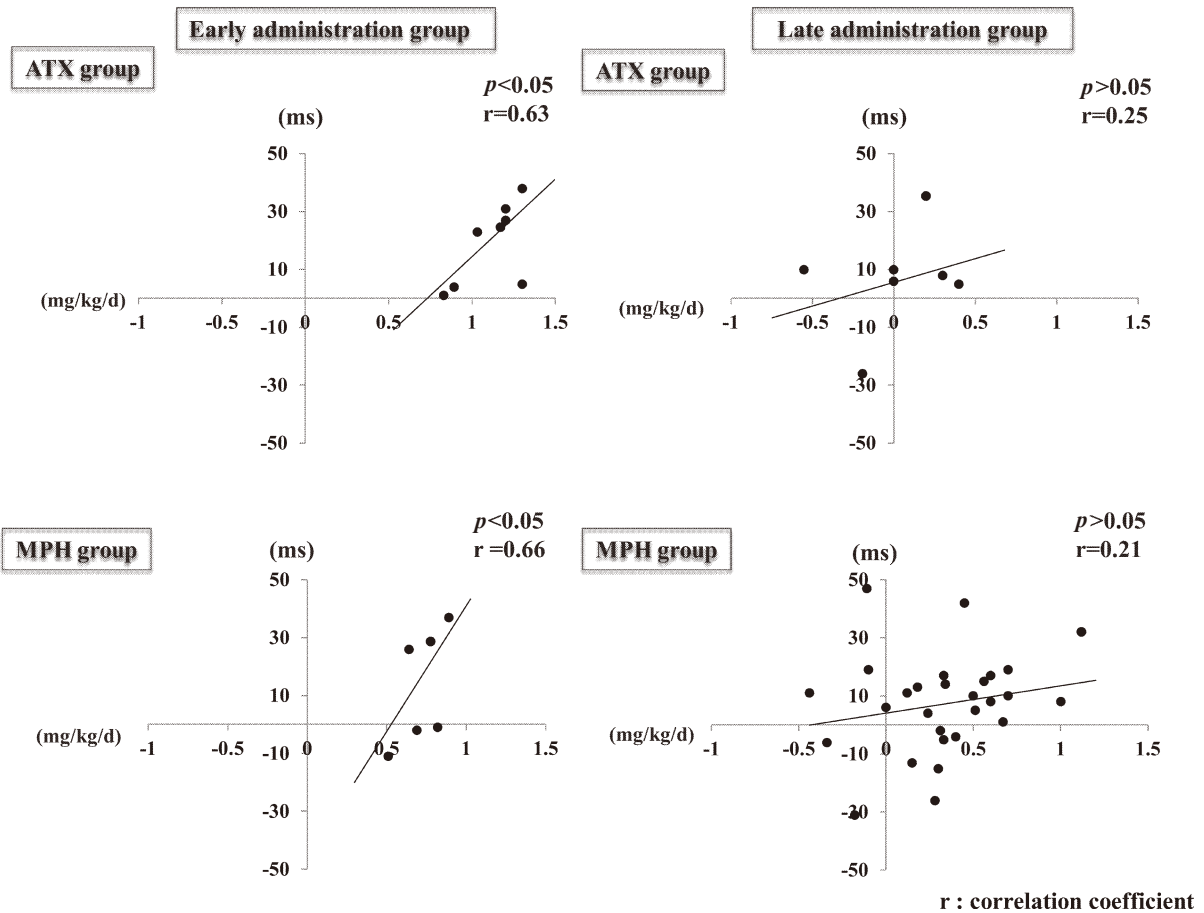 Early administration group
Late administration group
ATX group
p<0.05
r=0.63
(ms)
50
30
10
-10
-30
-50
(mg/kg/d)
-1 -0.5 0 0.5 1 1.5
ATX group
p>0.05
r=0.25
(ms)
50
30
10
-10
-30
-50
(mg/kg/d)
-1 -0.5 0 0.5 1 1.5
MPH group
p<0.05
r =0.66
(ms)
50
30
10
-10
-30
-50
(mg/kg/d)
-1 -0.5 0 0.5 1 1.5
MPH group
p>0.05
r=0.21
(ms)
50
30
10
-10
-30
-50
(mg/kg/d)
-1 -0.5 0 0.5 1 1.5
r : correlation coefficient